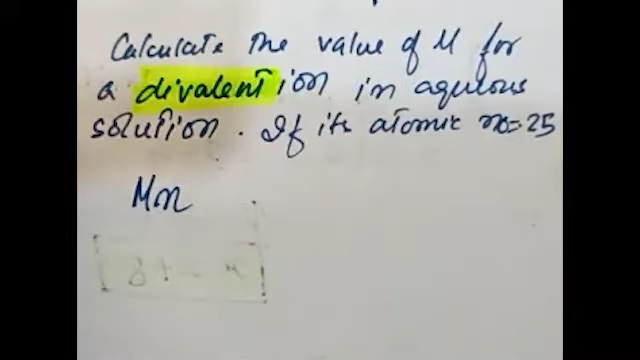 Calculate the value of M for
a divalent ion in aqueous
solution. If its atomic no=25
Mn